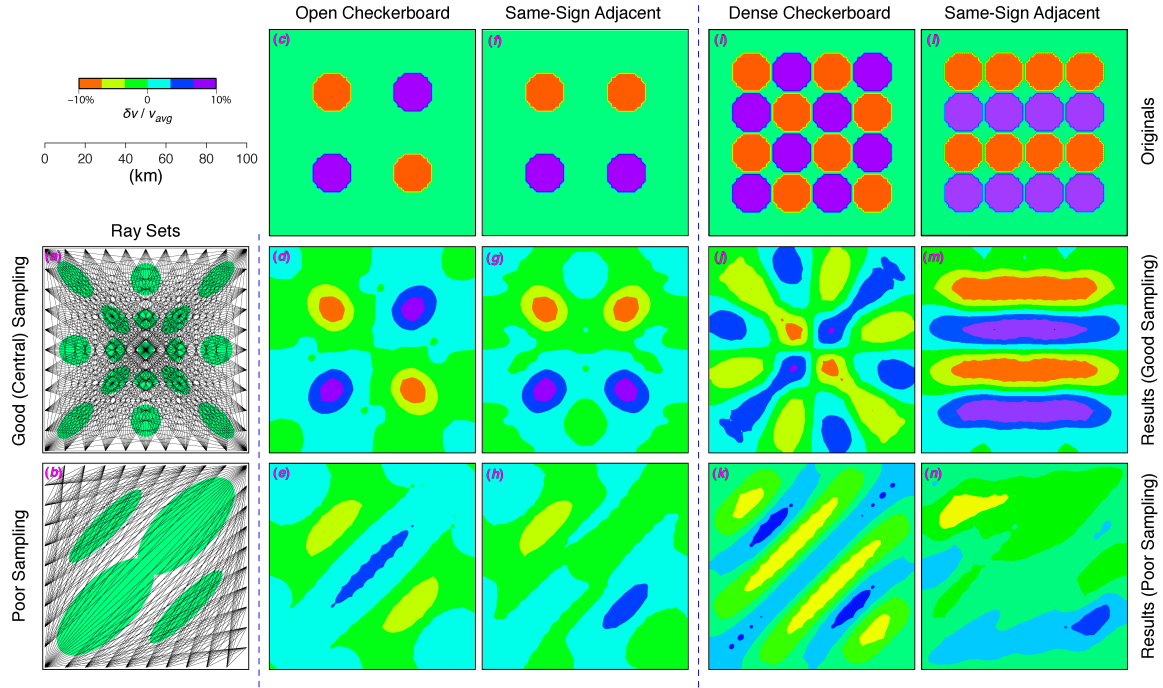 Open Checkerboard
Same-Sign Adjacent
Dense Checkerboard
Same-Sign Adjacent
−10% 0 10%
δv / v_avg
0 20 40 60 80 100
(km)
(c)
(f)
(i)
(l)
Originals
Ray Sets
Good (Central) Sampling
(a)
(d)
(g)
(j)
(m)
Results (Good Sampling)
Poor Sampling
(b)
(e)
(h)
(k)
(n)
Results (Poor Sampling)